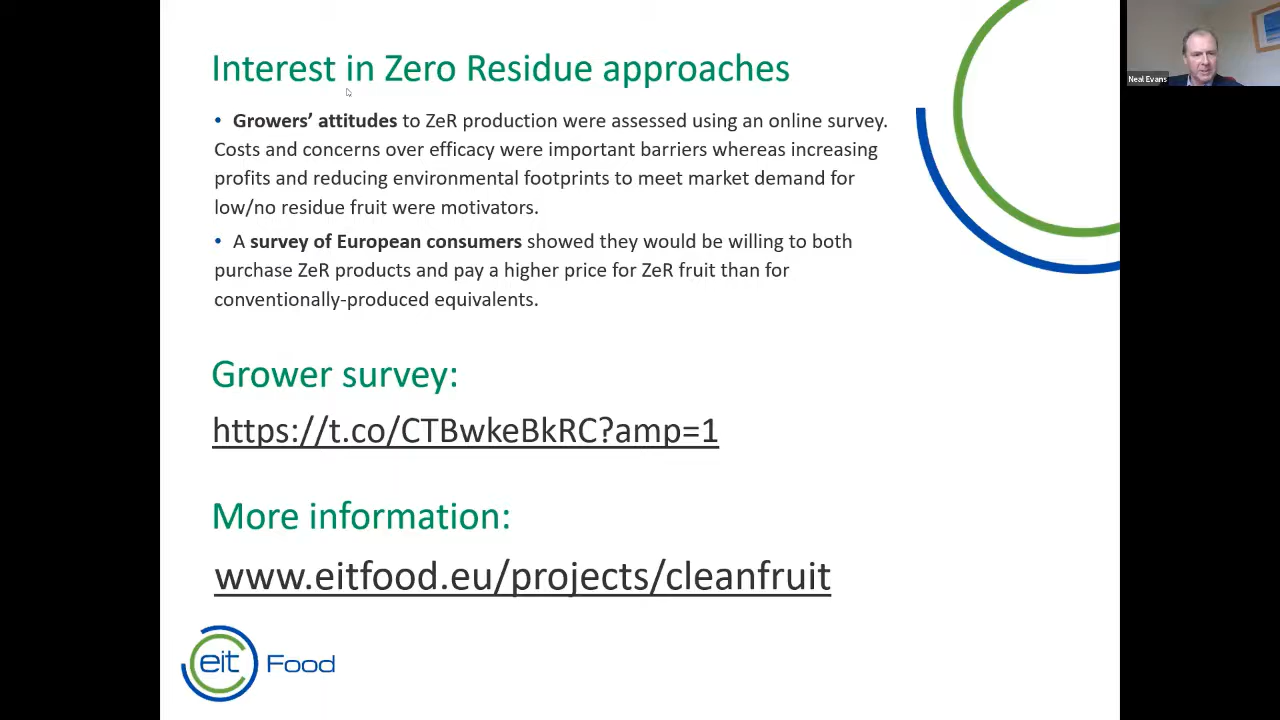 Interest in Zero Residue approaches
• Growers’ attitudes to ZeR production were assessed using an online survey.
Costs and concerns over efficacy were important barriers whereas increasing
profits and reducing environmental footprints to meet market demand for
low/no residue fruit were motivators.
• A survey of European consumers showed they would be willing to both
purchase ZeR products and pay a higher price for ZeR fruit than for
conventionally-produced equivalents.
Grower survey:
https://t.co/CTBwkeBkRC?amp=1
More information:
www.eitfood.eu/projects/cleanfruit
eit Food
Neal Evans